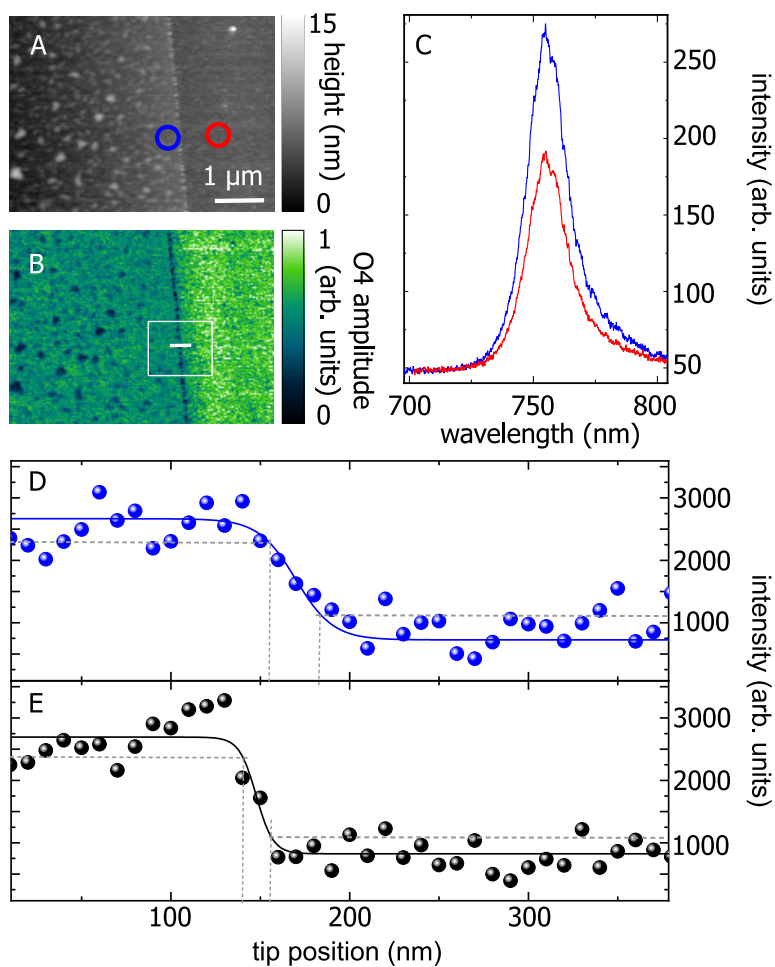 A
15
height (nm)
0
1 μm
B
1
O4 amplitude
(arb. units)
0
C
250
200
150
100
50
intensity (arb. units)
700
750
800
wavelength (nm)
D
3000
2000
1000
E
3000
2000
1000
intensity (arb. units)
100
200
300
tip position (nm)